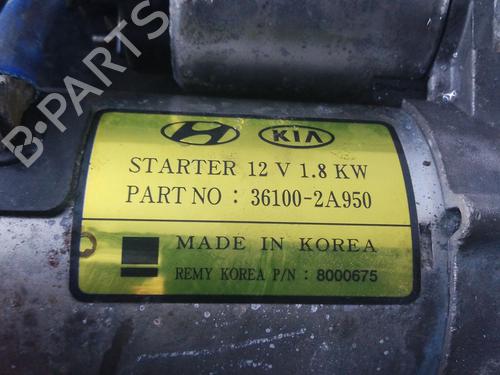 KIA
STARTER 12 V 1.8 KW
PART NO : 36100-2A950
MADE IN KOREA
REMY KOREA P/N : 8000675
B-PARTS